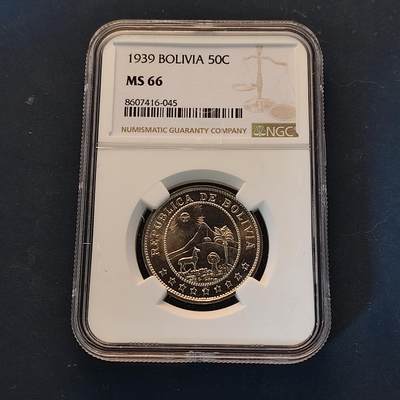 1939 BOLIVIA 50C
MS 66
8607416-045
NUMISMATIC GUARANTY COMPANY
NGC
REPUBLICA DE BOLIVIA